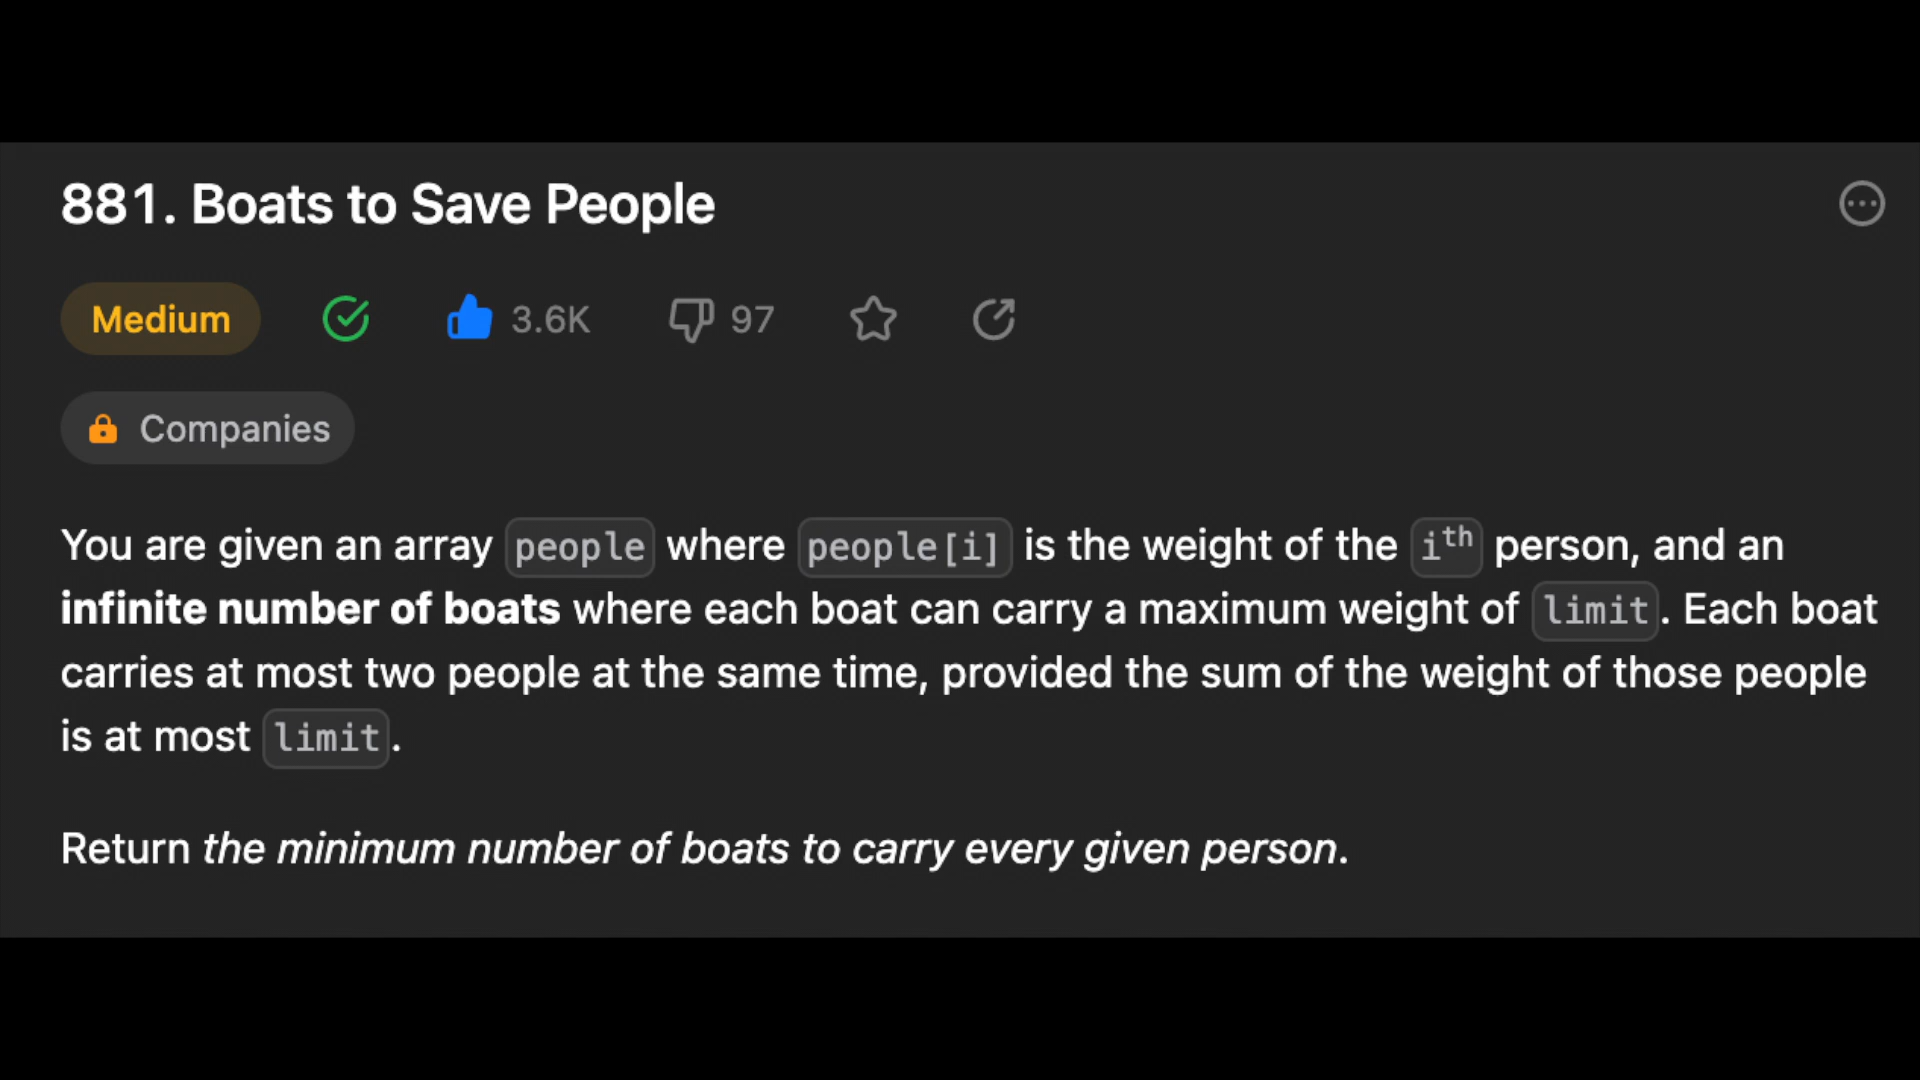 881. Boats to Save People
Medium 3.6K 97
Companies
You are given an array people where people[i] is the weight of the ith person, and an
infinite number of boats where each boat can carry a maximum weight of limit. Each boat
carries at most two people at the same time, provided the sum of the weight of those people
is at most limit.
Return the minimum number of boats to carry every given person.